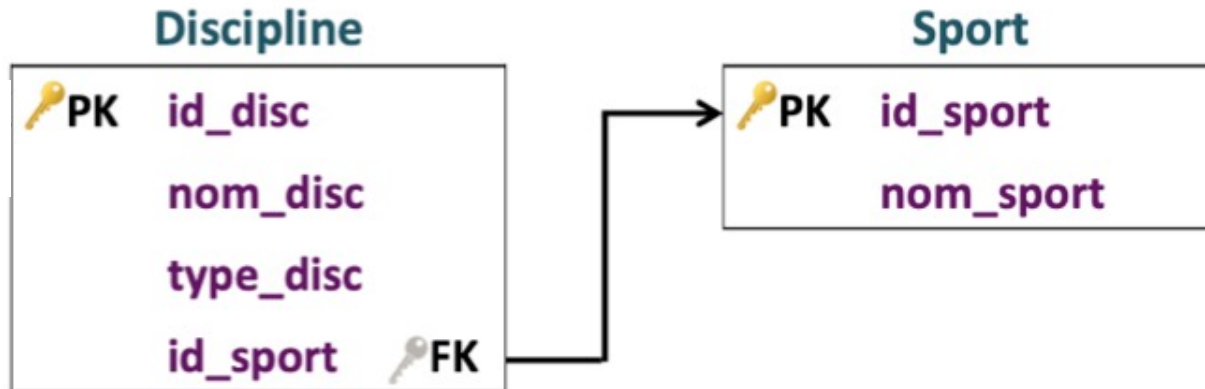 Discipline
PK id_disc
nom_disc
type_disc
id_sport FK
Sport
PK id_sport
nom_sport